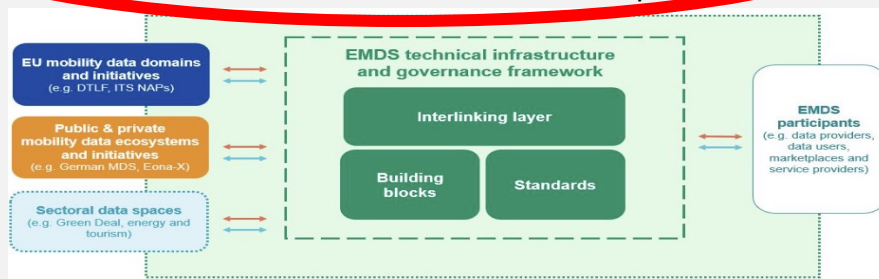 EU mobility data domains
and initiatives
(e.g. DTLF, ITS NAPs)
Public & private
mobility data ecosystems
and initiatives
(e.g. German MDS, Eona-X)
Sectoral data spaces
(e.g. Green Deal, energy and
tourism)
EMDS technical infrastructure
and governance framework
Interlinking layer
Building
blocks
Standards
EMDS
participants
(e.g. data providers,
data users,
marketplaces and
service providers)